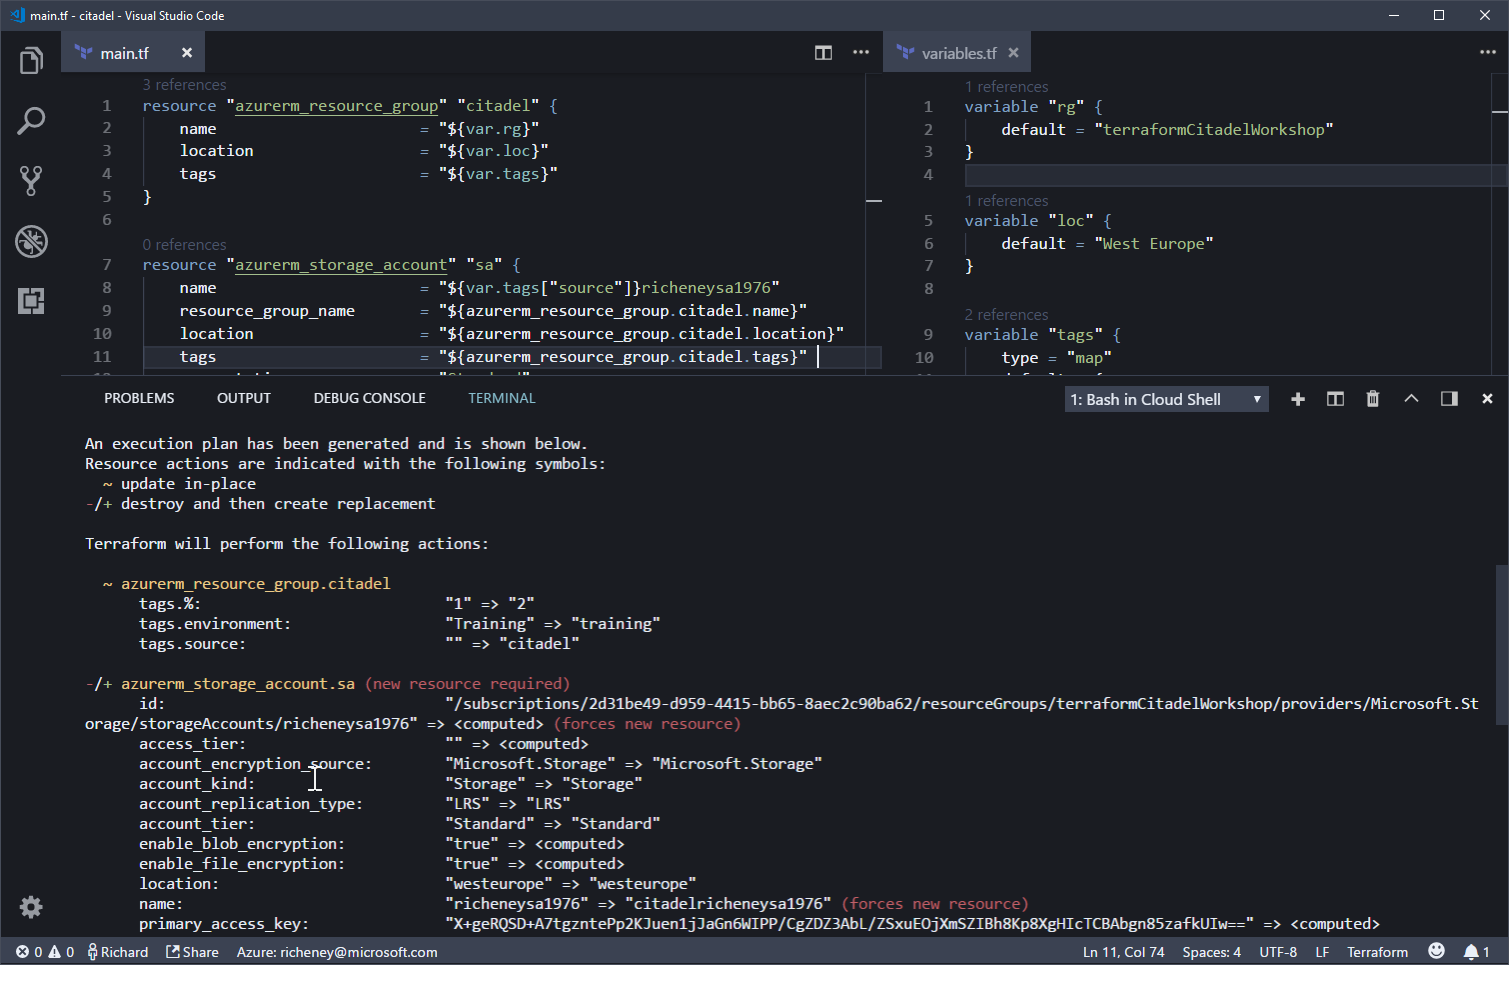 main.tf - citadel - Visual Studio Code
main.tf
variables.tf
3 references
1 resource "azurerm_resource_group" "citadel" {
2 name = "${var.rg}"
3 location = "${var.loc}"
4 tags = "${var.tags}"
5 }
6
0 references
7 resource "azurerm_storage_account" "sa" {
8 name = "${var.tags["source"]}richeneysa1976"
9 resource_group_name = "${azurerm_resource_group.citadel.name}"
10 location = "${azurerm_resource_group.citadel.location}"
11 tags = "${azurerm_resource_group.citadel.tags}"
1 references
1 variable "rg" {
2 default = "terraformCitadelWorkshop"
3 }
4
1 references
5 variable "loc" {
6 default = "West Europe"
7 }
8
2 references
9 variable "tags" {
10 type = "map"
PROBLEMS OUTPUT DEBUG CONSOLE TERMINAL
1: Bash in Cloud Shell
An execution plan has been generated and is shown below.
Resource actions are indicated with the following symbols:
~ update in-place
-/+ destroy and then create replacement
Terraform will perform the following actions:
~ azurerm_resource_group.citadel
tags.%: "1" => "2"
tags.environment: "Training" => "training"
tags.source: "" => "citadel"
-/+ azurerm_storage_account.sa (new resource required)
id: "/subscriptions/2d31be49-d959-4415-bb65-8aec2c90ba62/resourceGroups/terraformCitadelWorkshop/providers/Microsoft.St
orage/storageAccounts/richeneysa1976" => <computed> (forces new resource)
access_tier: "" => <computed>
account_encryption_source: "Microsoft.Storage" => "Microsoft.Storage"
account_kind: "Storage" => "Storage"
account_replication_type: "LRS" => "LRS"
account_tier: "Standard" => "Standard"
enable_blob_encryption: "true" => <computed>
enable_file_encryption: "true" => <computed>
location: "westeurope" => "westeurope"
name: "richeneysa1976" => "citadelricheneysa1976" (forces new resource)
primary_access_key: "X+geRQSD+A7tgzntePp2KJuen1jJaGn6WIPP/CgZDZ3AbL/ZSxuEOjXmSZIBh8Kp8XgHIcTCBAbgn85zafkUIw==" => <computed>
0 0 Richard Share Azure: richeney@microsoft.com Ln 11, Col 74 Spaces: 4 UTF-8 LF Terraform 1